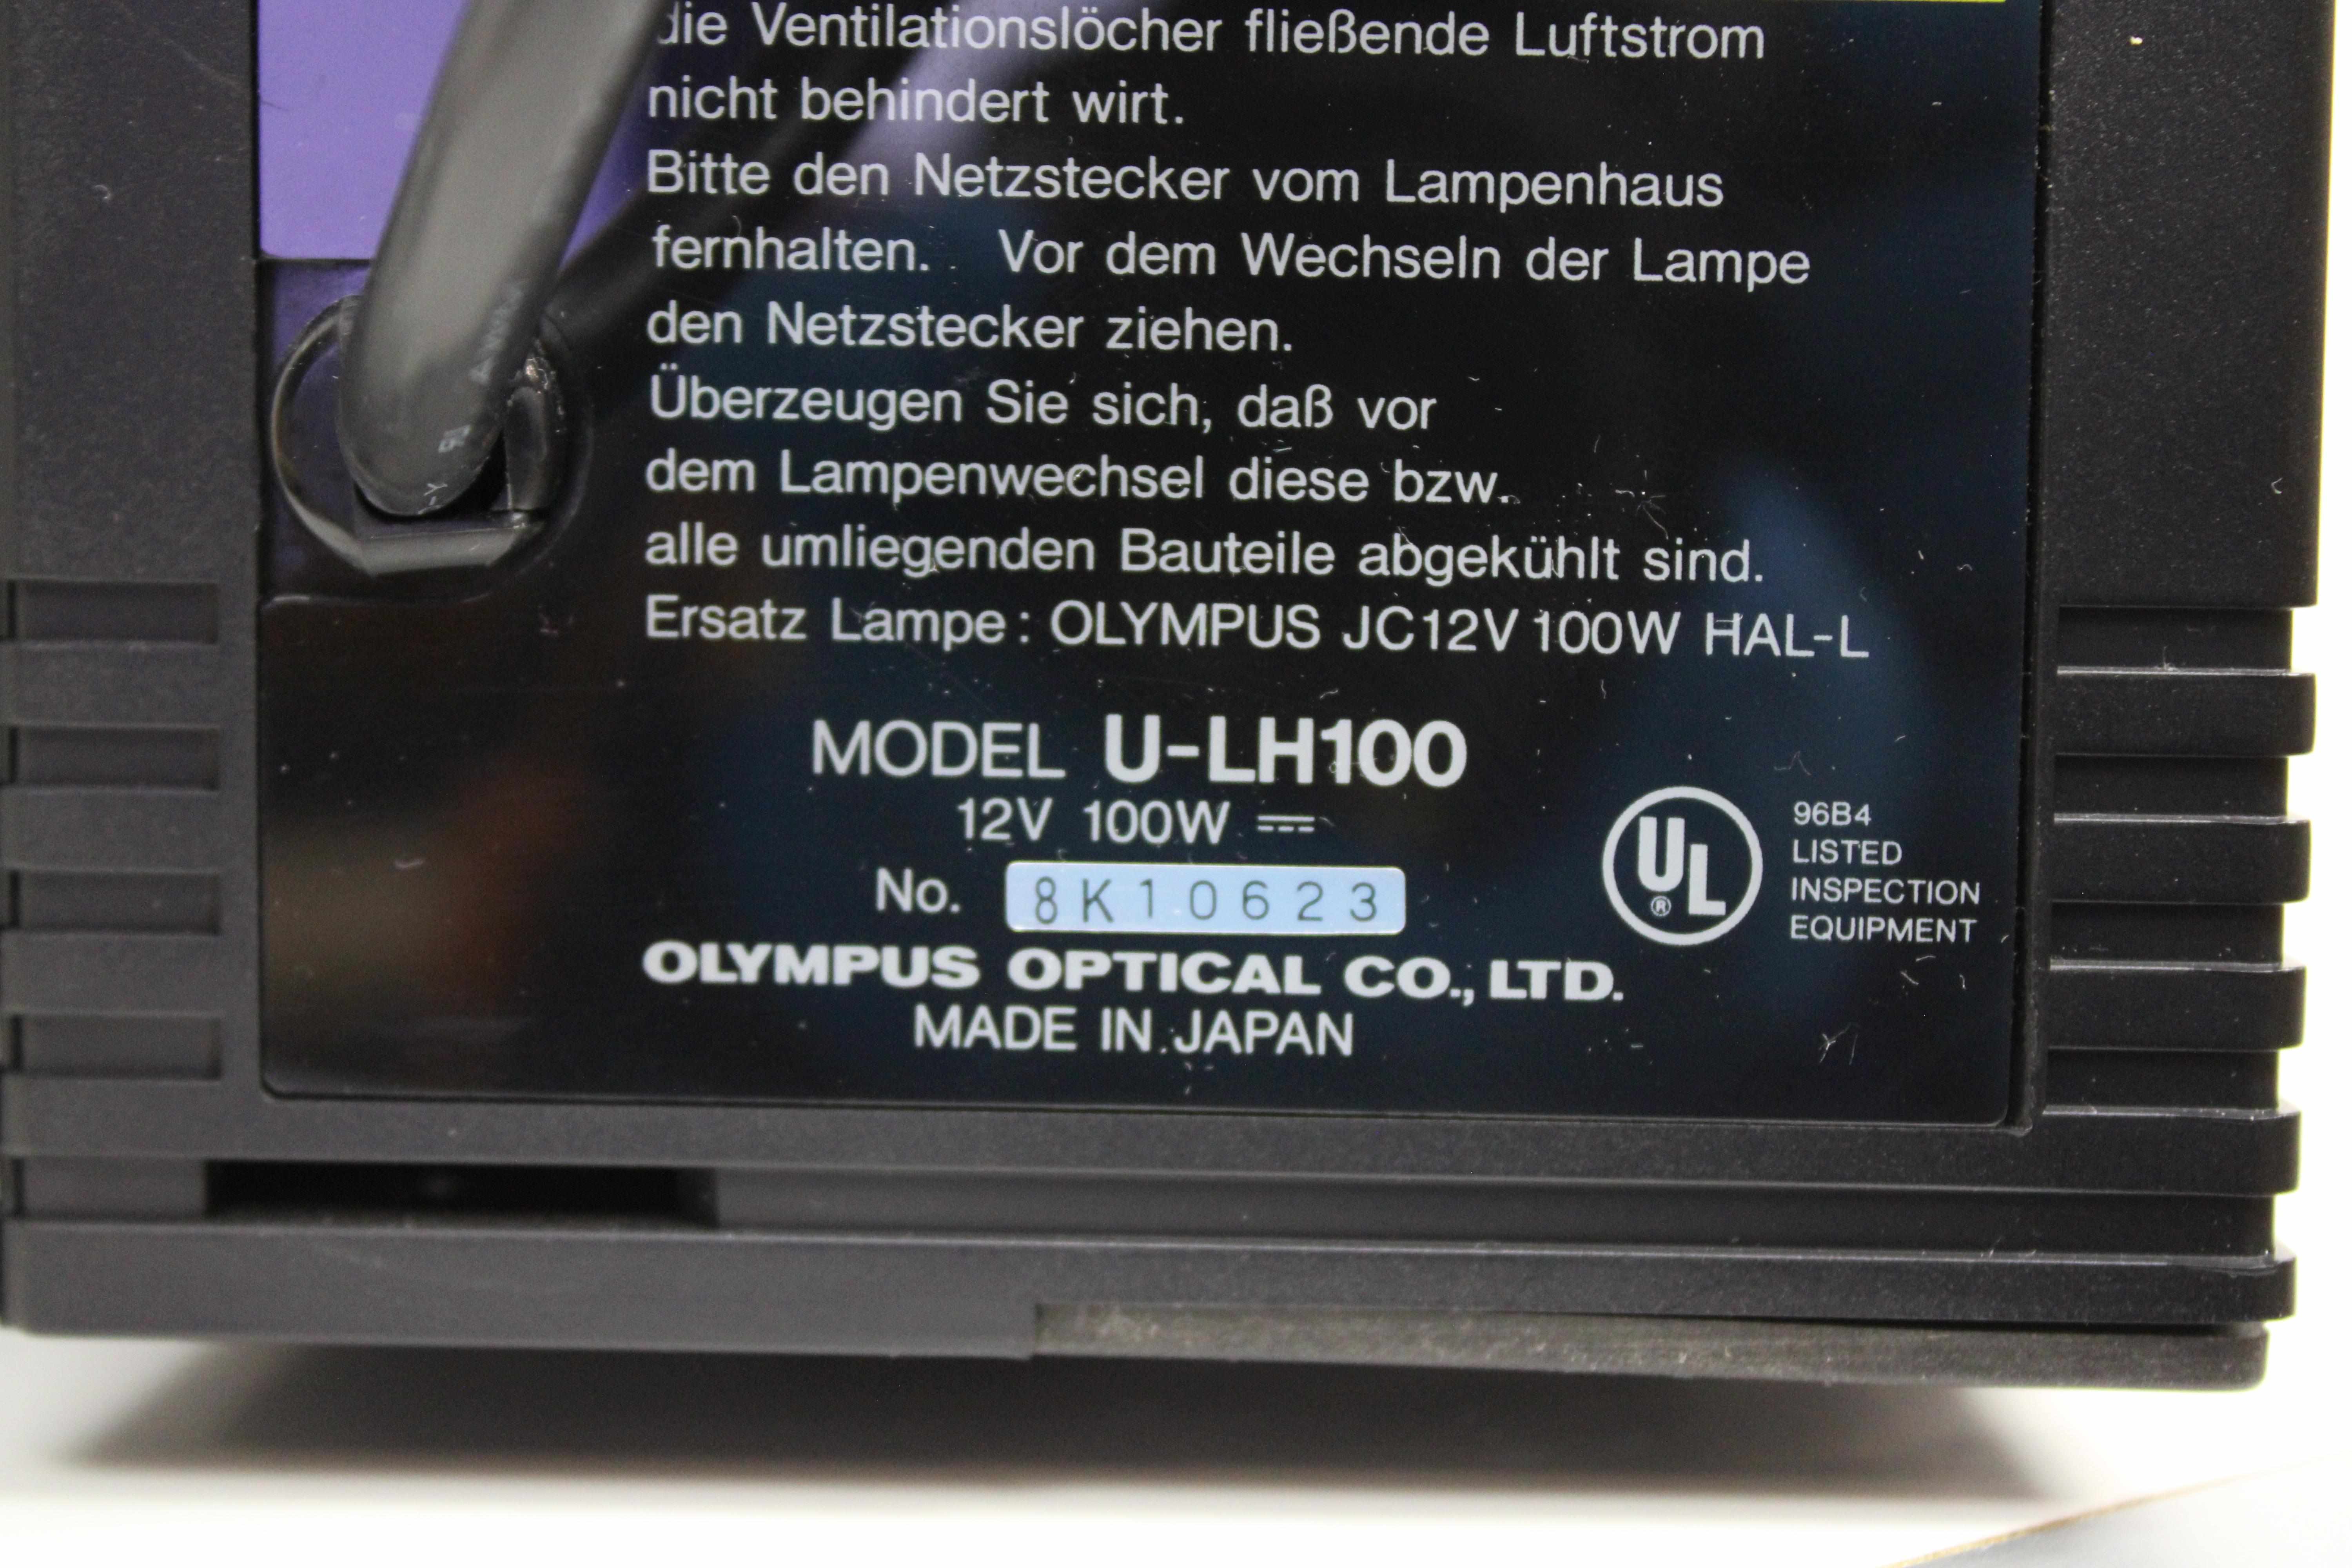 die Ventilationslöcher fließende Luftstrom
nicht behindert wirt.
Bitte den Netzstecker vom Lampenhaus
fernhalten. Vor dem Wechseln der Lampe
den Netzstecker ziehen.
Überzeugen Sie sich, daß vor
dem Lampenwechsel diese bzw.
alle umliegenden Bauteile abgekühlt sind.
Ersatz Lampe: OLYMPUS JC12V 100W HAL-L
MODEL U-LH100
12V 100W ⎓
No. 8K10623
UL ®
96B4
LISTED
INSPECTION
EQUIPMENT
OLYMPUS OPTICAL CO., LTD.
MADE IN JAPAN